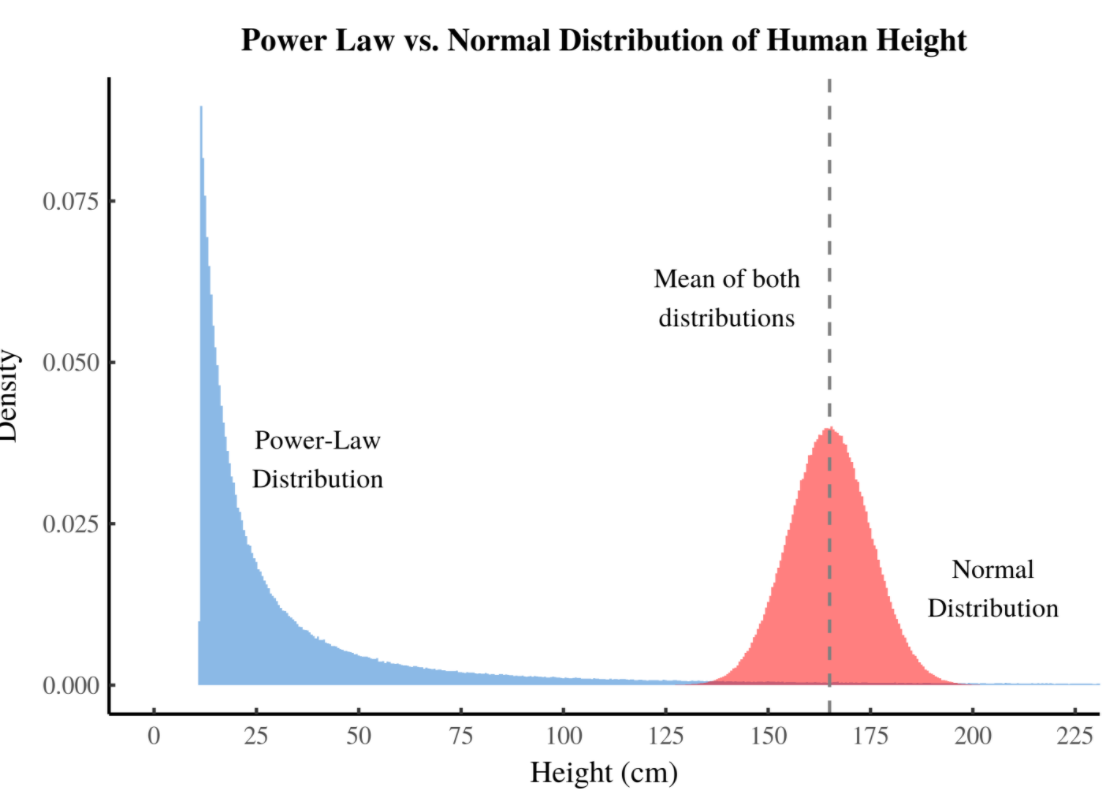 Power Law vs. Normal Distribution of Human Height
0.075
0.050
0.025
0.000
Density
Mean of both
distributions
Power-Law
Distribution
Normal
Distribution
0 25 50 75 100 125 150 175 200 225
Height (cm)